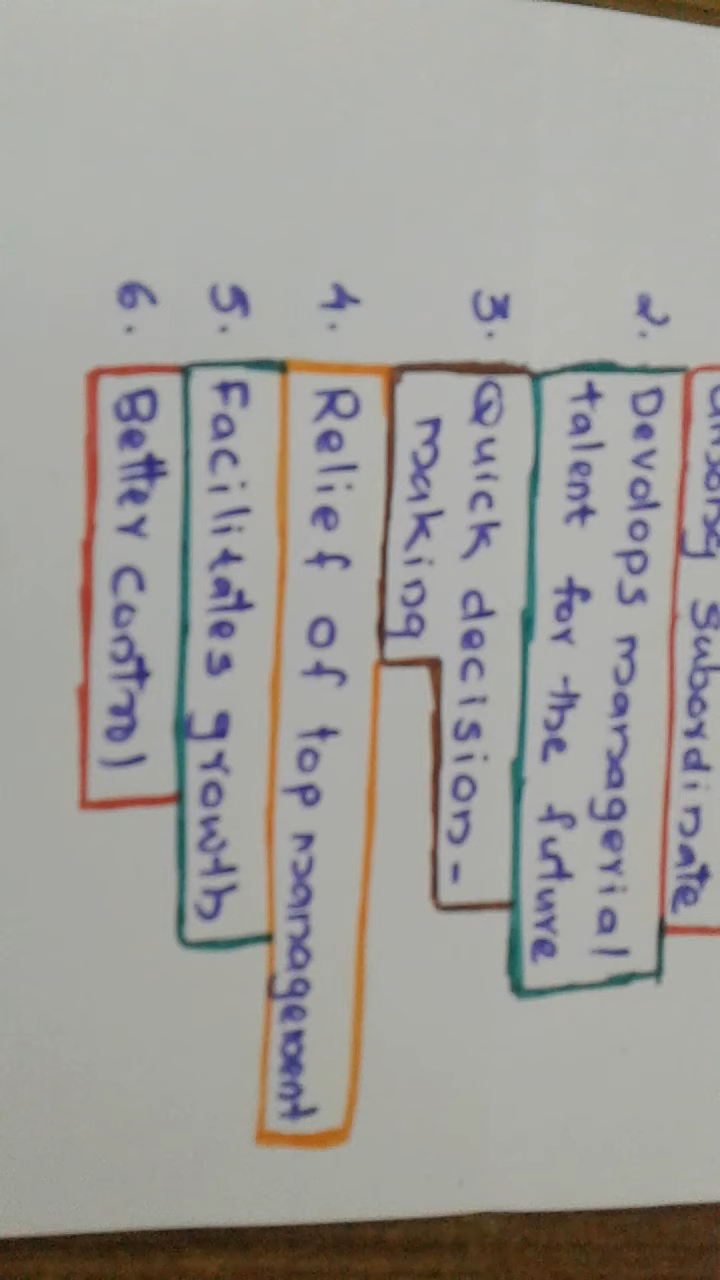 among subordinate
2. Devolops managerial
talent for the future
3. Quick decision-
making
4. Relief of top management
5. Facilitates growth
6. Better control